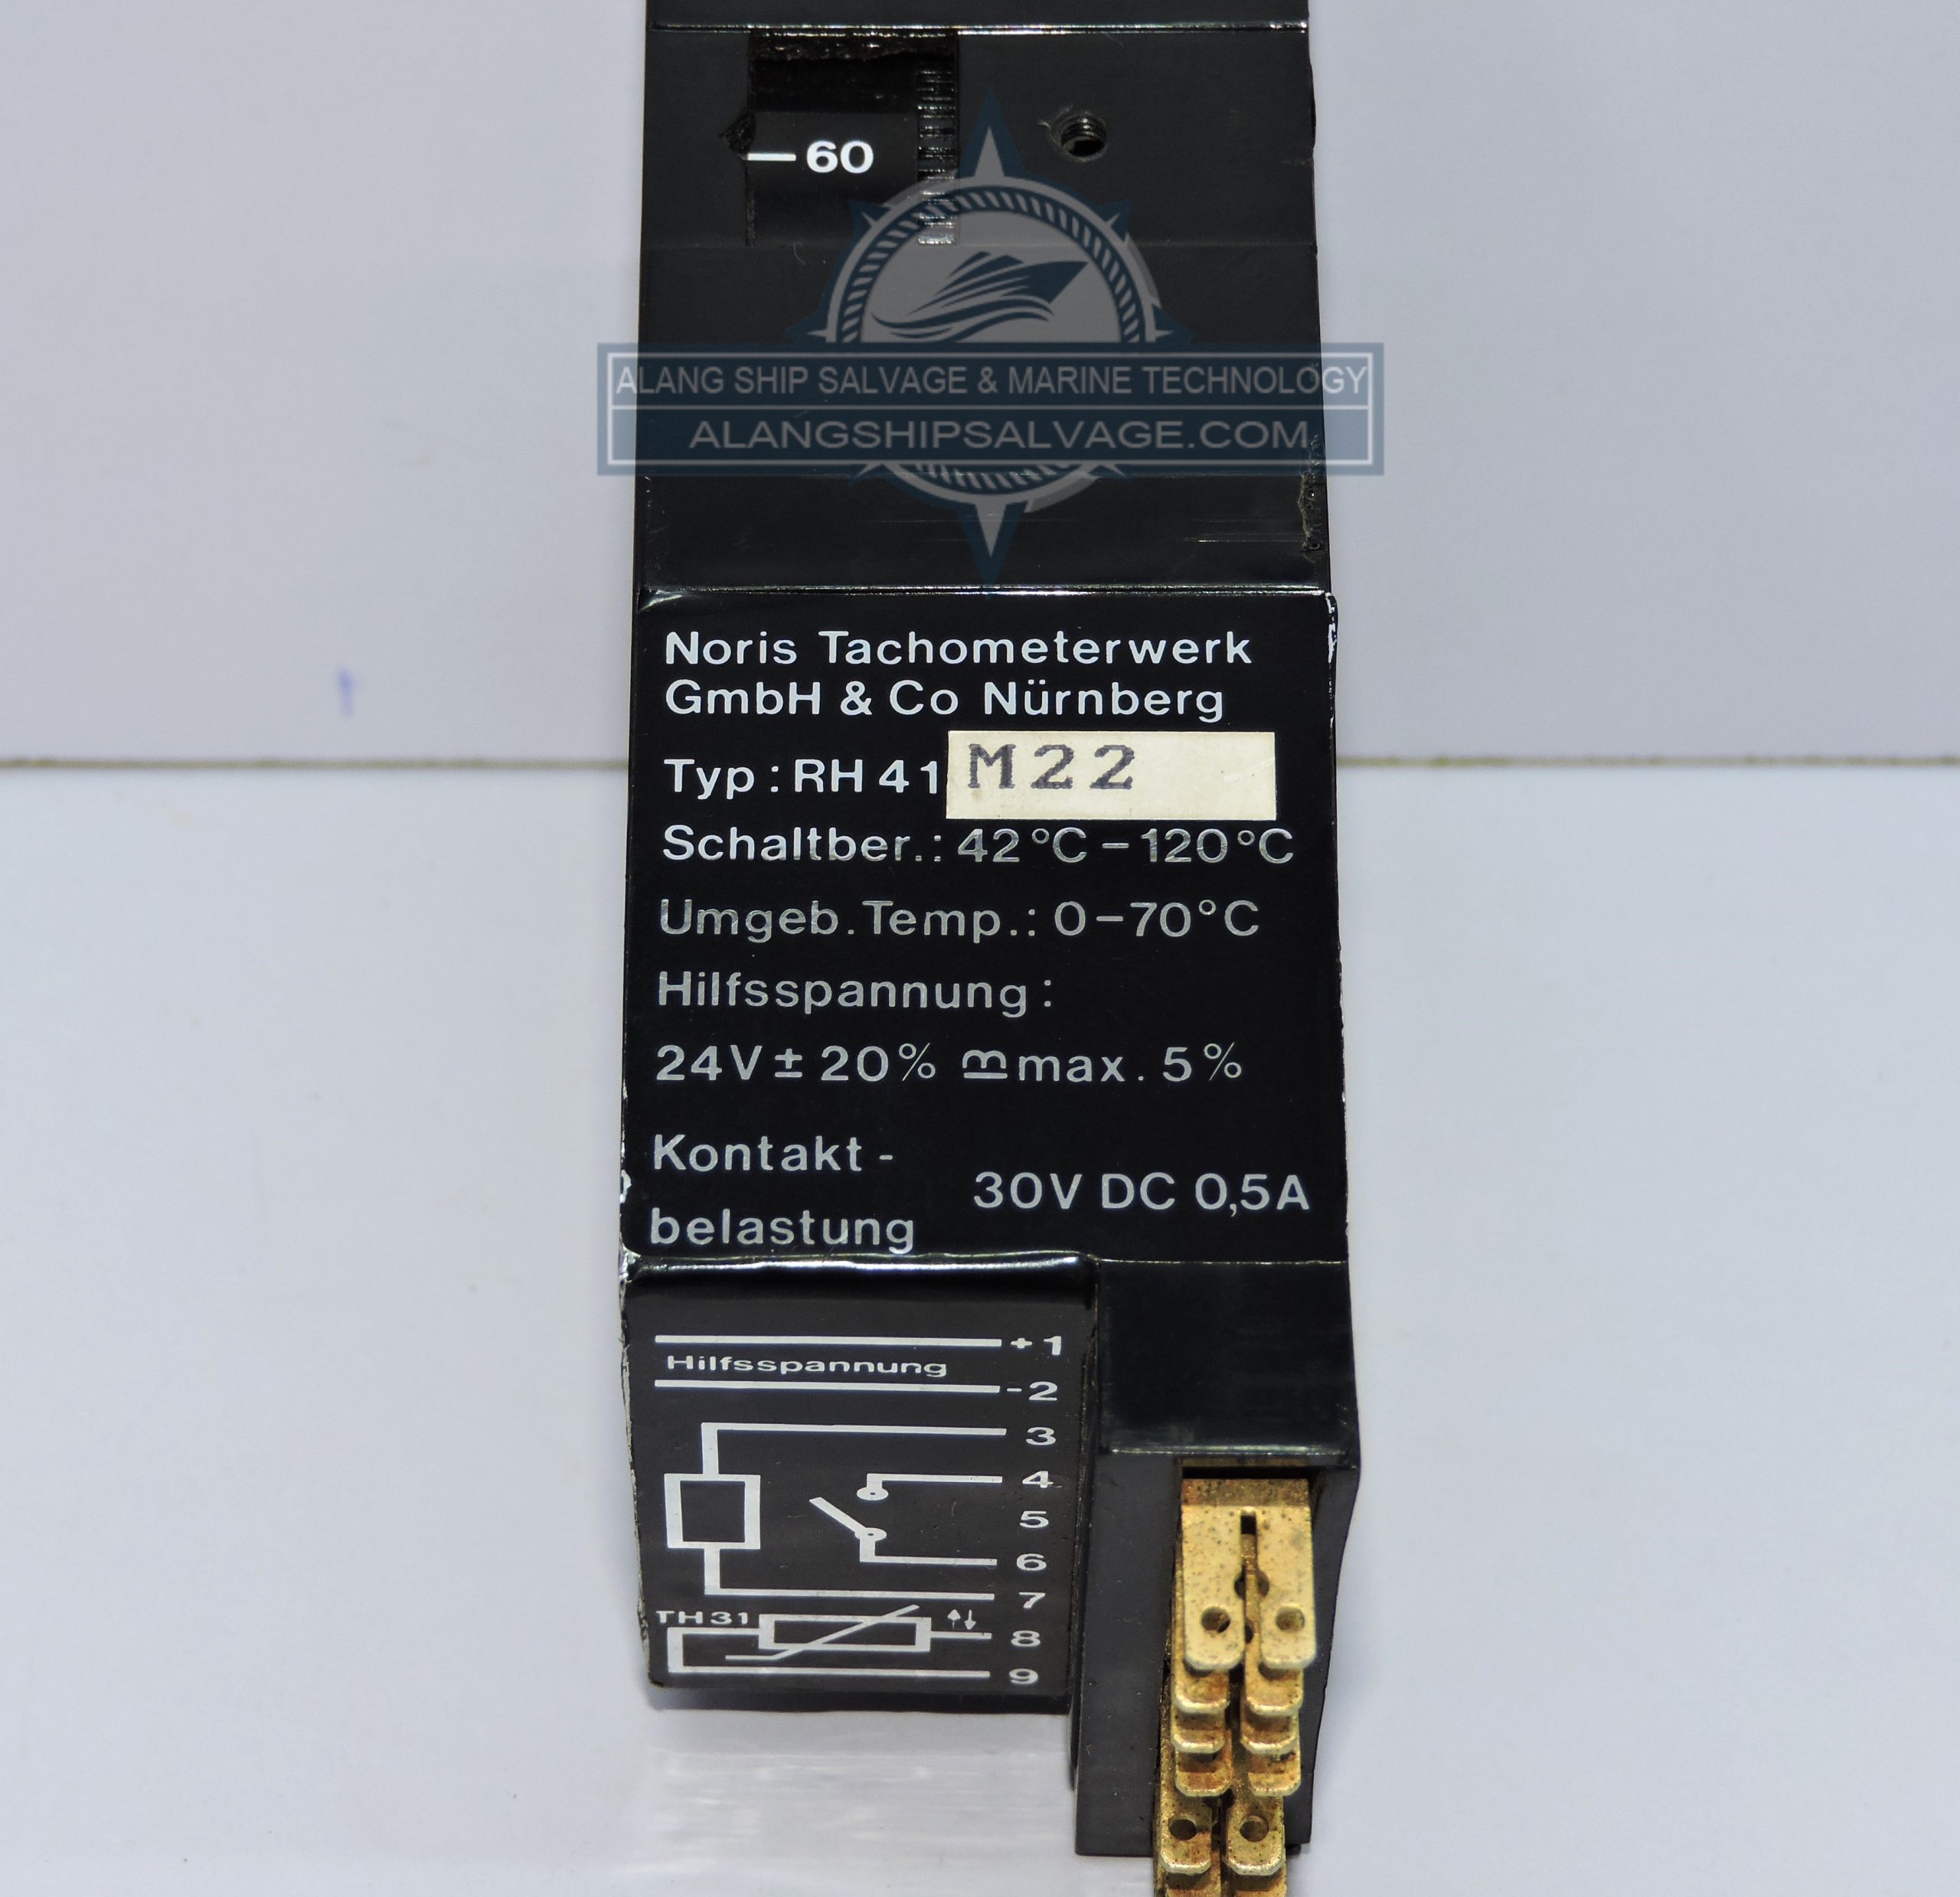 —60
ALANG SHIP SALVAGE & MARINE TECHNOLOGY
ALANGSHIPSALVAGE.COM
Noris Tachometerwerk
GmbH & Co Nürnberg
Typ: RH 41 M22
Schaltber.: 42°C – 120°C
Umgeb. Temp.: 0–70°C
Hilfsspannung:
24V ± 20% max. 5%
Kontakt-
belastung 30V DC 0,5A
+1
Hilfsspannung
-2
3
4
5
6
7
TH31
8
9